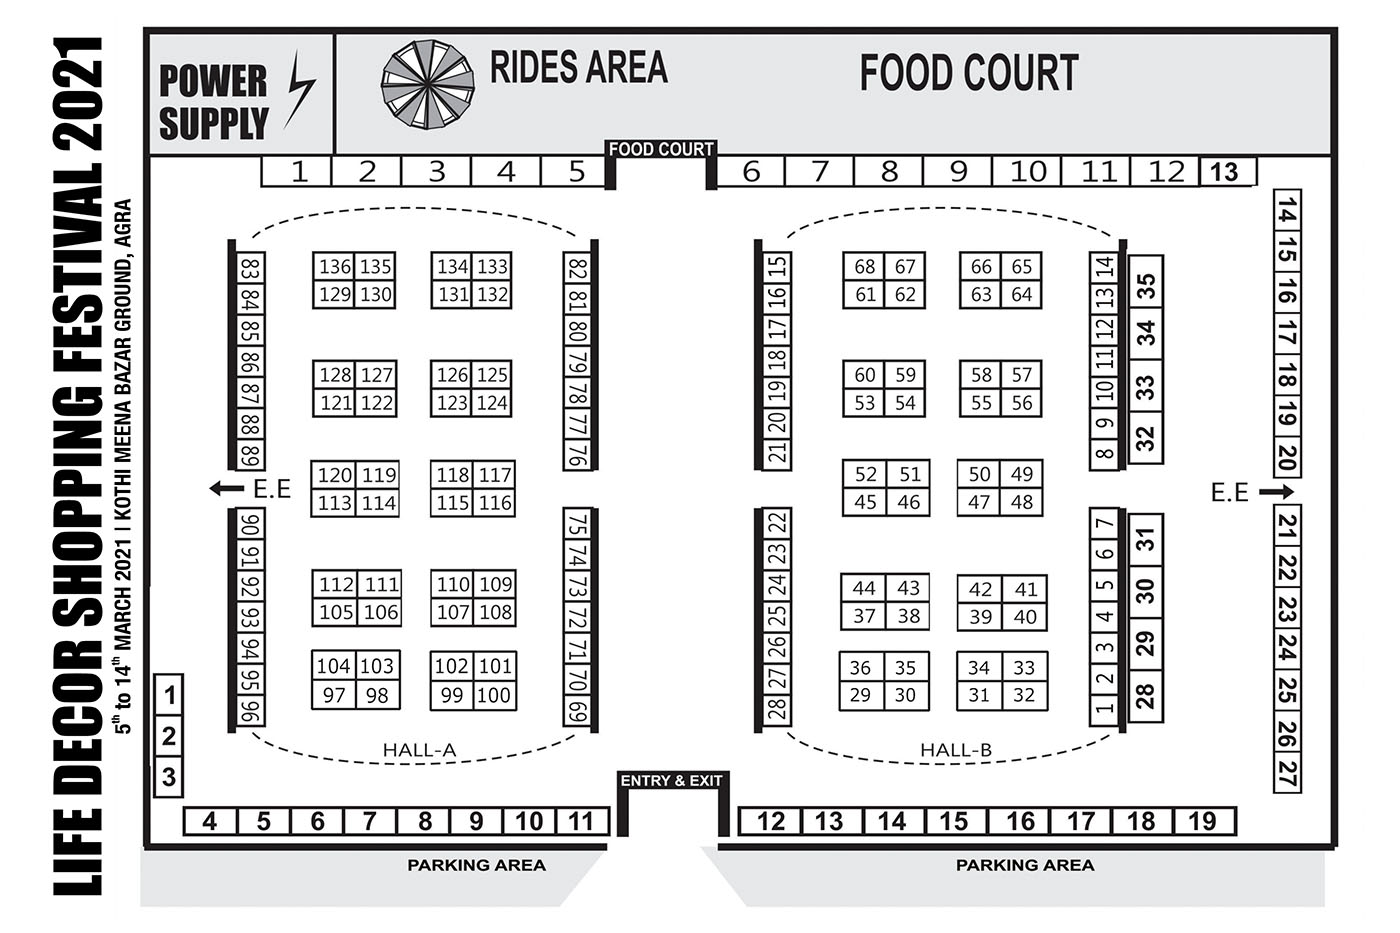 LIFE DECOR SHOPPING FESTIVAL 2021
5th to 14th MARCH 2021 I KOTHI MEENA BAZAR GROUND, AGRA
POWER
SUPPLY
RIDES AREA
FOOD COURT
FOOD COURT
1 2 3 4 5
6 7 8 9 10 11 12 13
14
15
16
17
18
19
20
E.E
21
22
23
24
25
26
27
83
84
85
86
87
88
89
E.E
90
91
92
93
94
95
96
136 135 134 133
129 130 131 132
128 127 126 125
121 122 123 124
120 119 118 117
113 114 115 116
112 111 110 109
105 106 107 108
104 103 102 101
97 98 99 100
82
81
80
79
78
77
76
75
74
73
72
71
70
69
HALL-A
15
16
17
18
19
20
21
22
23
24
25
26
27
28
68 67 66 65
61 62 63 64
60 59 58 57
53 54 55 56
52 51 50 49
45 46 47 48
44 43 42 41
37 38 39 40
36 35 34 33
29 30 31 32
14
13
12
11
10
9
8
7
6
5
4
3
2
1
HALL-B
35
34
33
32
31
30
29
28
1
2
3
ENTRY & EXIT
4 5 6 7 8 9 10 11
12 13 14 15 16 17 18 19
PARKING AREA
PARKING AREA